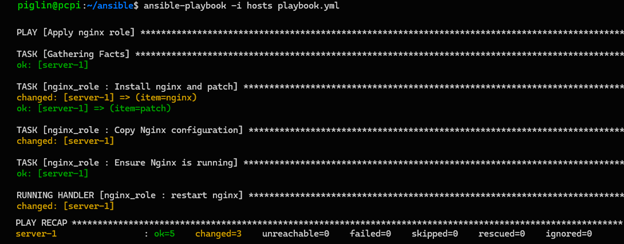 piglin@pcpi:~/ansible$ ansible-playbook -i hosts playbook.yml
PLAY [Apply nginx role] ************************************************************************************************
TASK [Gathering Facts] *************************************************************************************************
ok: [server-1]
TASK [nginx_role : Install nginx and patch] ****************************************************************************
changed: [server-1] => (item=nginx)
ok: [server-1] => (item=patch)
TASK [nginx_role : Copy Nginx configuration] ***************************************************************************
changed: [server-1]
TASK [nginx_role : Ensure Nginx is running] ****************************************************************************
ok: [server-1]
RUNNING HANDLER [nginx_role : restart nginx] ***************************************************************************
changed: [server-1]
PLAY RECAP *************************************************************************************************************
server-1 : ok=5 changed=3 unreachable=0 failed=0 skipped=0 rescued=0 ignored=0